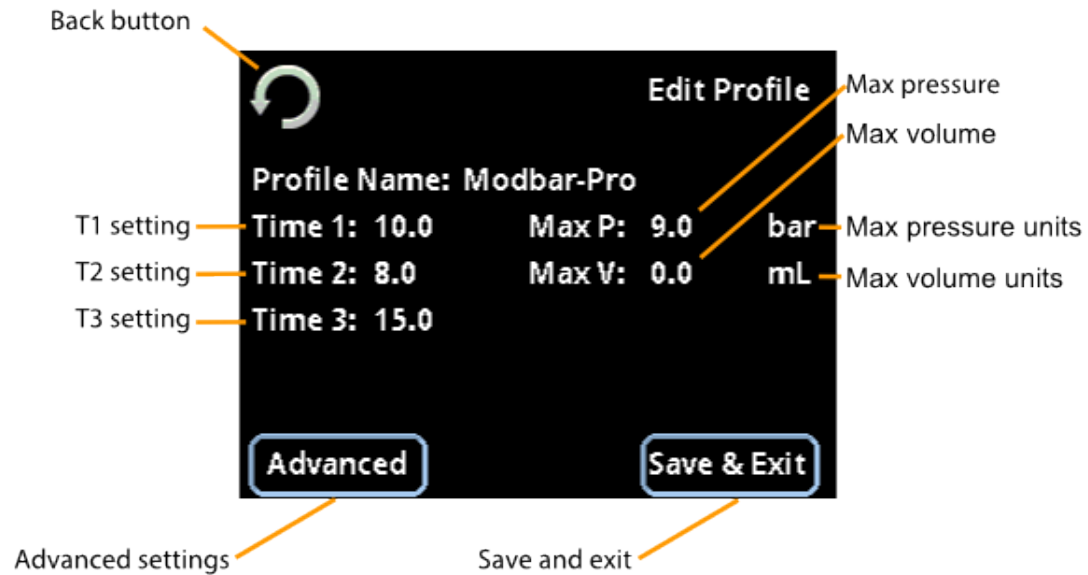 Back button
Edit Profile
Max pressure
Max volume
Profile Name: Modbar-Pro
T1 setting Time 1: 10.0 Max P: 9.0 bar Max pressure units
T2 setting Time 2: 8.0 Max V: 0.0 mL Max volume units
T3 setting Time 3: 15.0
Advanced Save & Exit
Advanced settings Save and exit